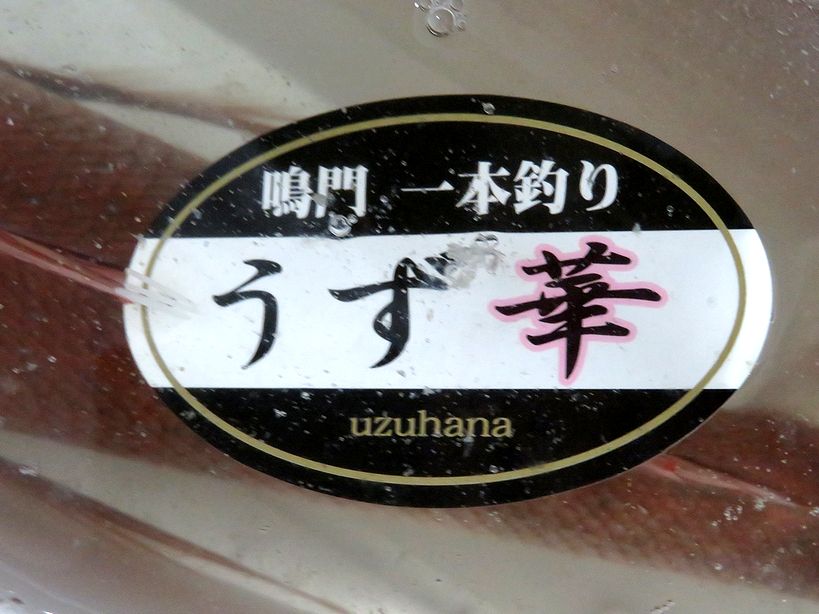 鳴門 一本釣り
うず華
uzuhana